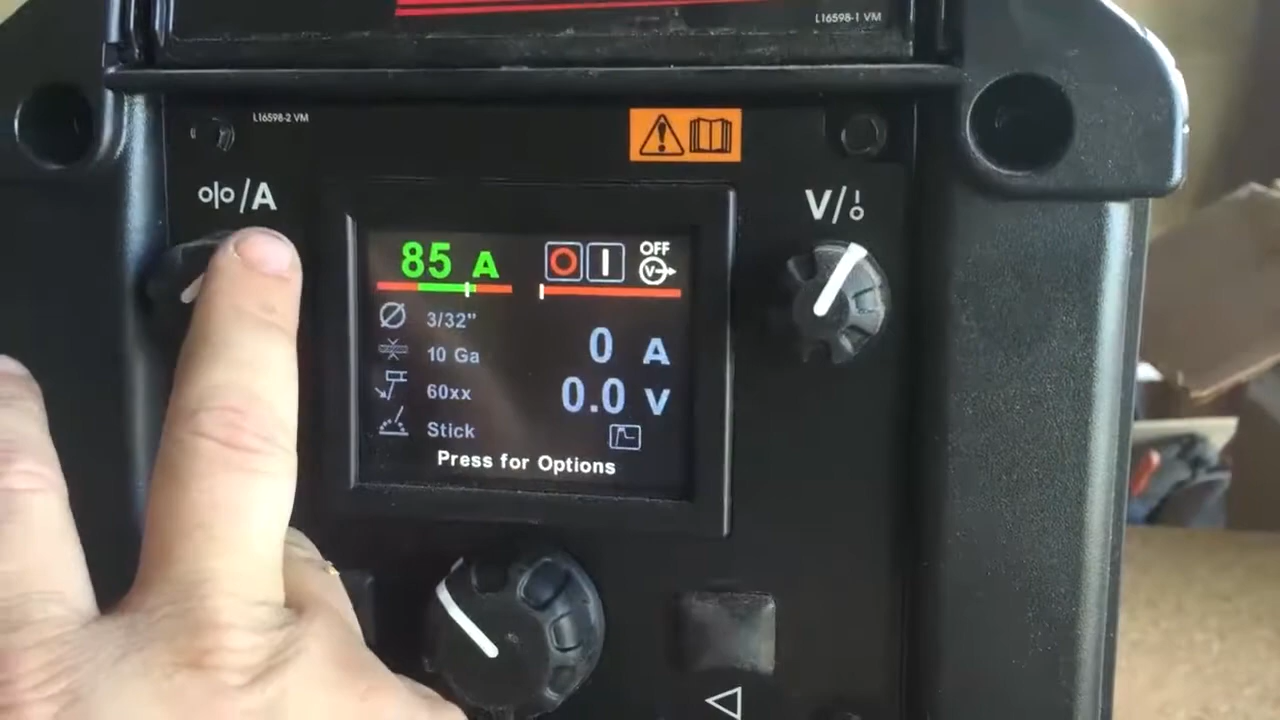 L16598-1 VM
L16598-2 VM
o|o/A
V/
85 A
OFF
V
3/32"
10 Ga
0 A
60xx
0.0 V
Stick
Press for Options